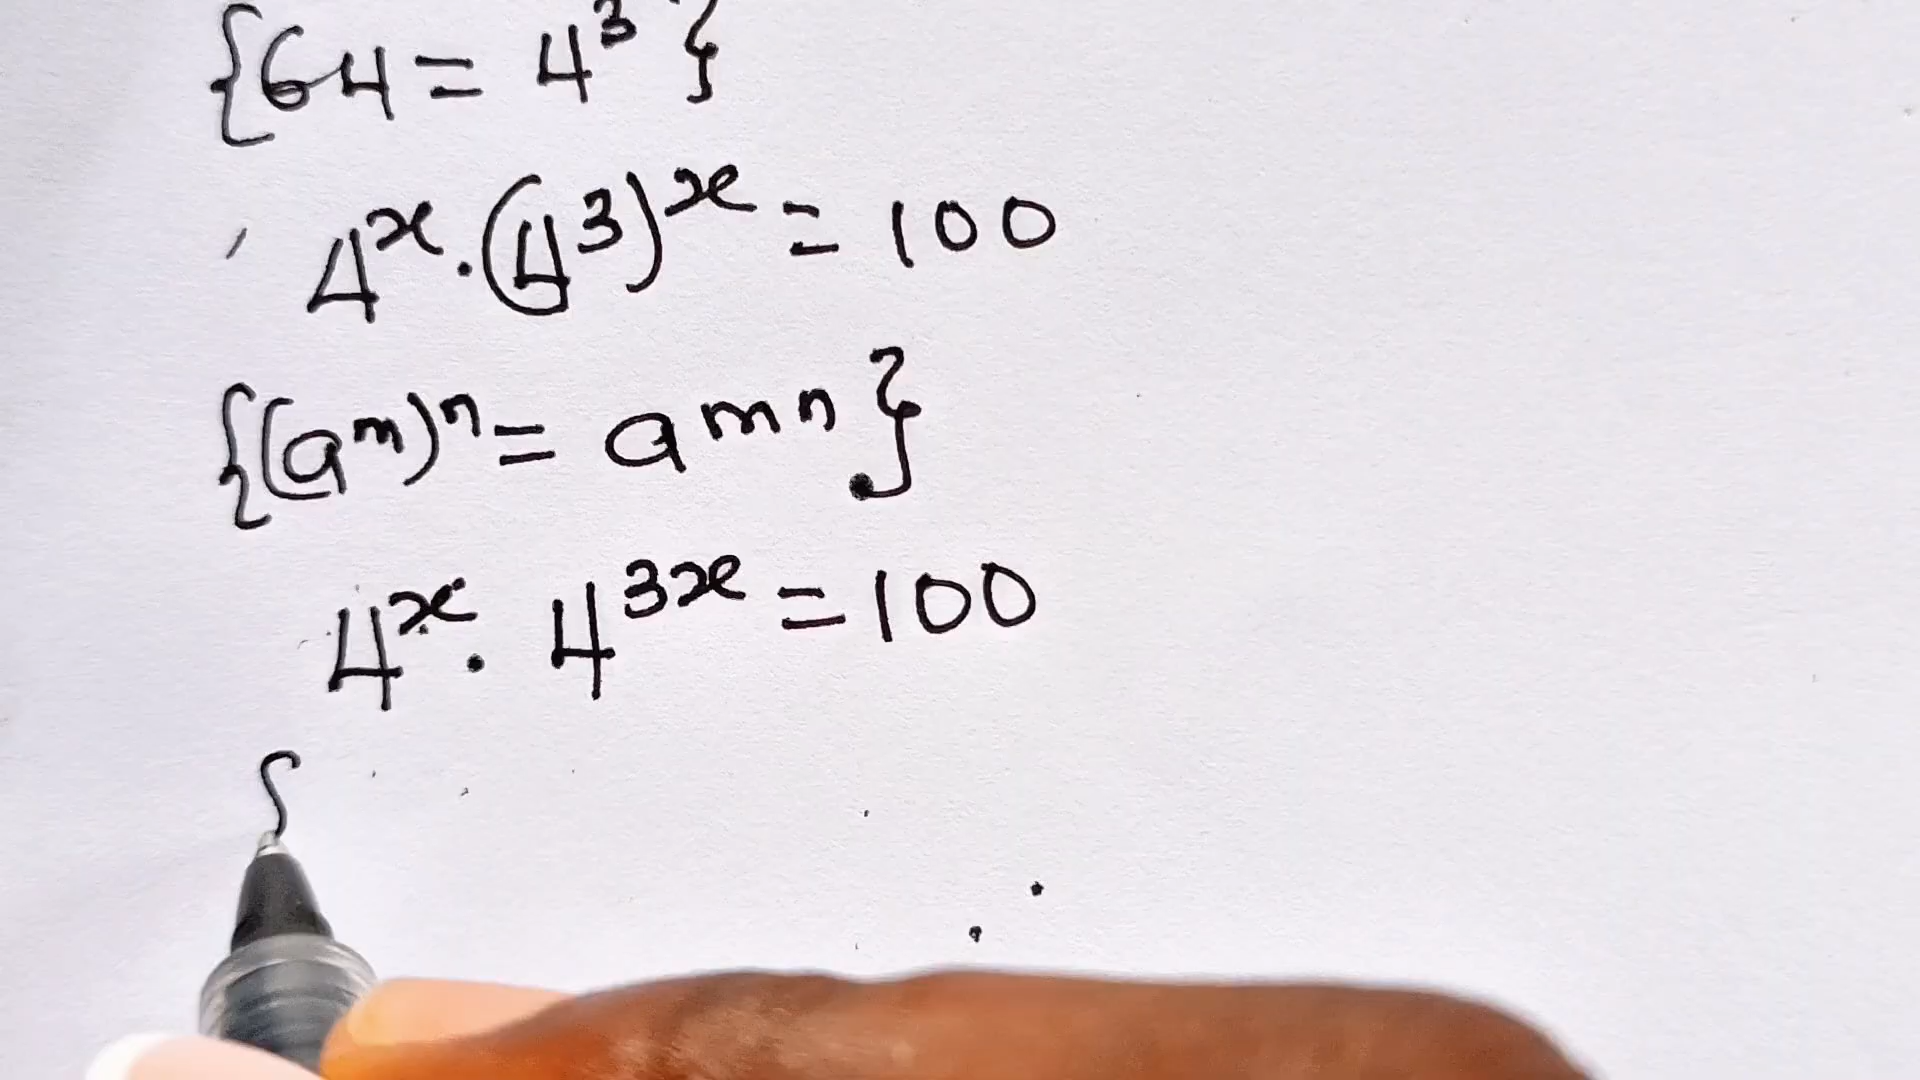 {64 = 4³}
4ˣ · (4³)ˣ = 100
{(aᵐ)ⁿ = aᵐⁿ}
4ˣ · 4³ˣ = 100
{